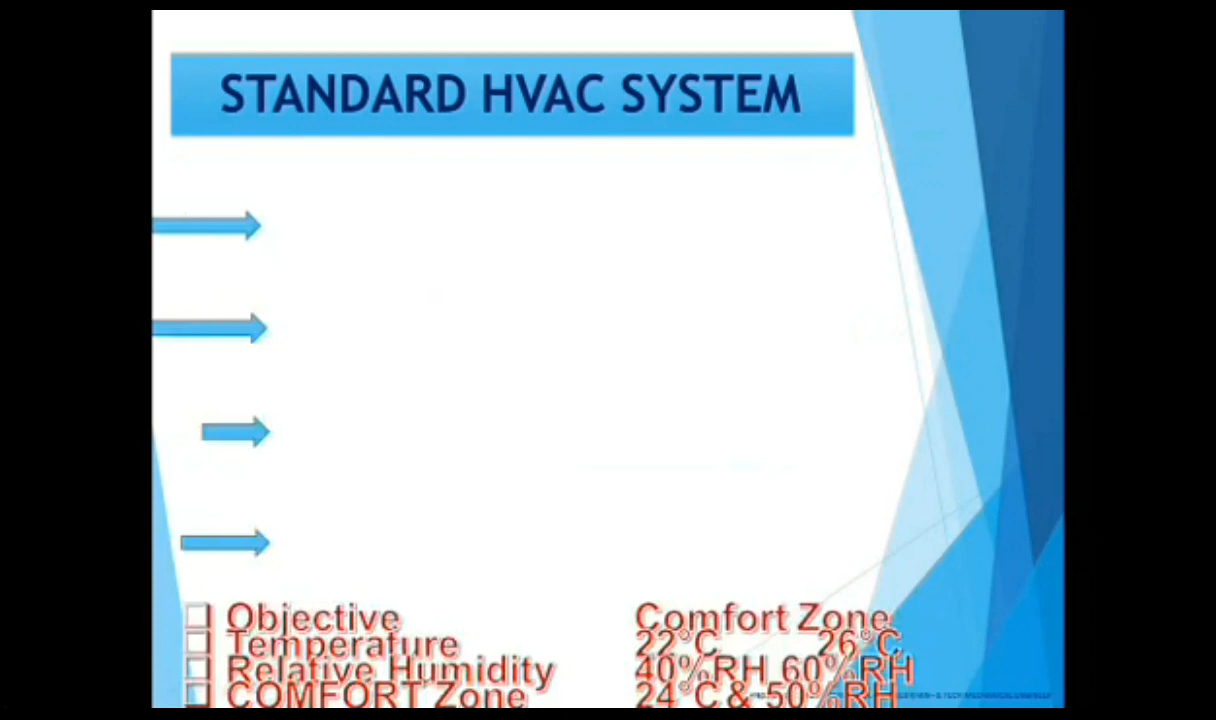 STANDARD HVAC SYSTEM
Objective Comfort Zone
Temperature 22°C 26°C
Relative Humidity 40%RH 60%RH
COMFORT Zone 24°C & 50%RH